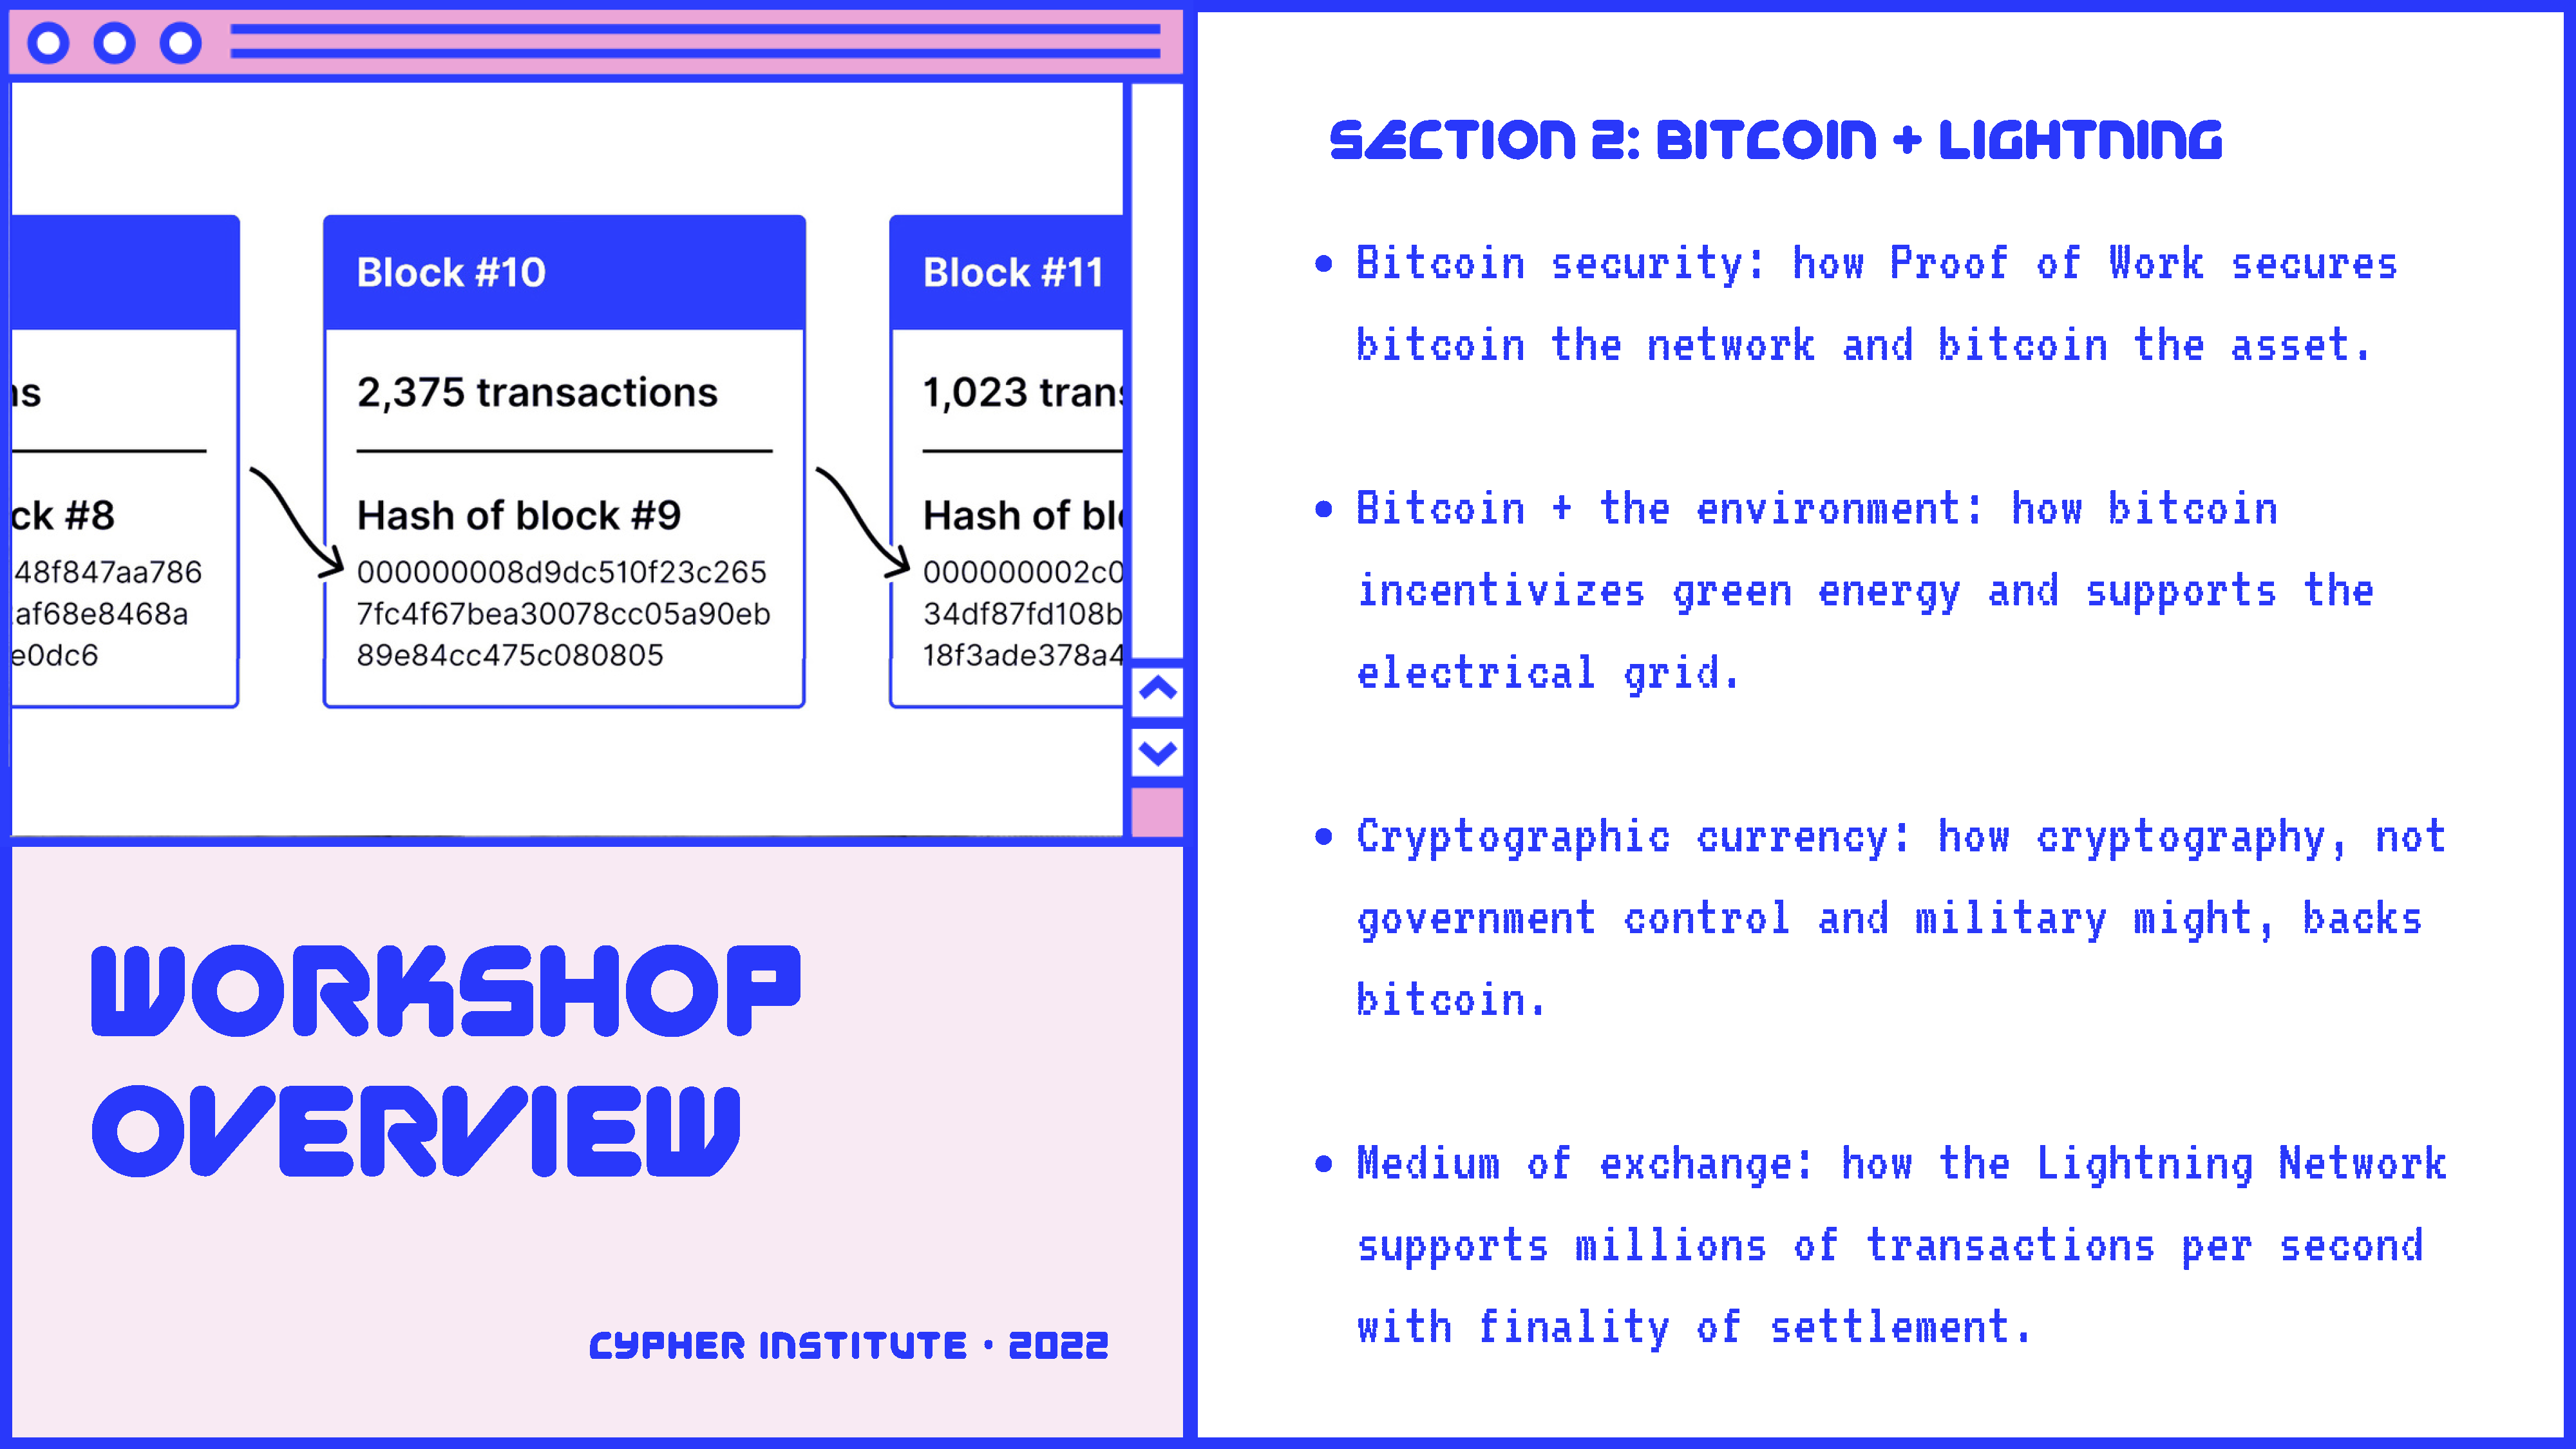 Block #10
Block #11
ns
2,375 transactions
1,023 trans
ck #8
Hash of block #9
Hash of blo
48f847aa786
000000008d9dc510f23c265
000000002c0
af68e8468a
7fc4f67bea30078cc05a90eb
34df87fd108b
e0dc6
89e84cc475c080805
18f3ade378a4
WORKSHOP
OVERVIEW
CYPHER INSTITUTE · 2022
SECTION 2: BITCOIN + LIGHTNING
• Bitcoin security: how Proof of Work secures
bitcoin the network and bitcoin the asset.
• Bitcoin + the environment: how bitcoin
incentivizes green energy and supports the
electrical grid.
• Cryptographic currency: how cryptography, not
government control and military might, backs
bitcoin.
• Medium of exchange: how the Lightning Network
supports millions of transactions per second
with finality of settlement.